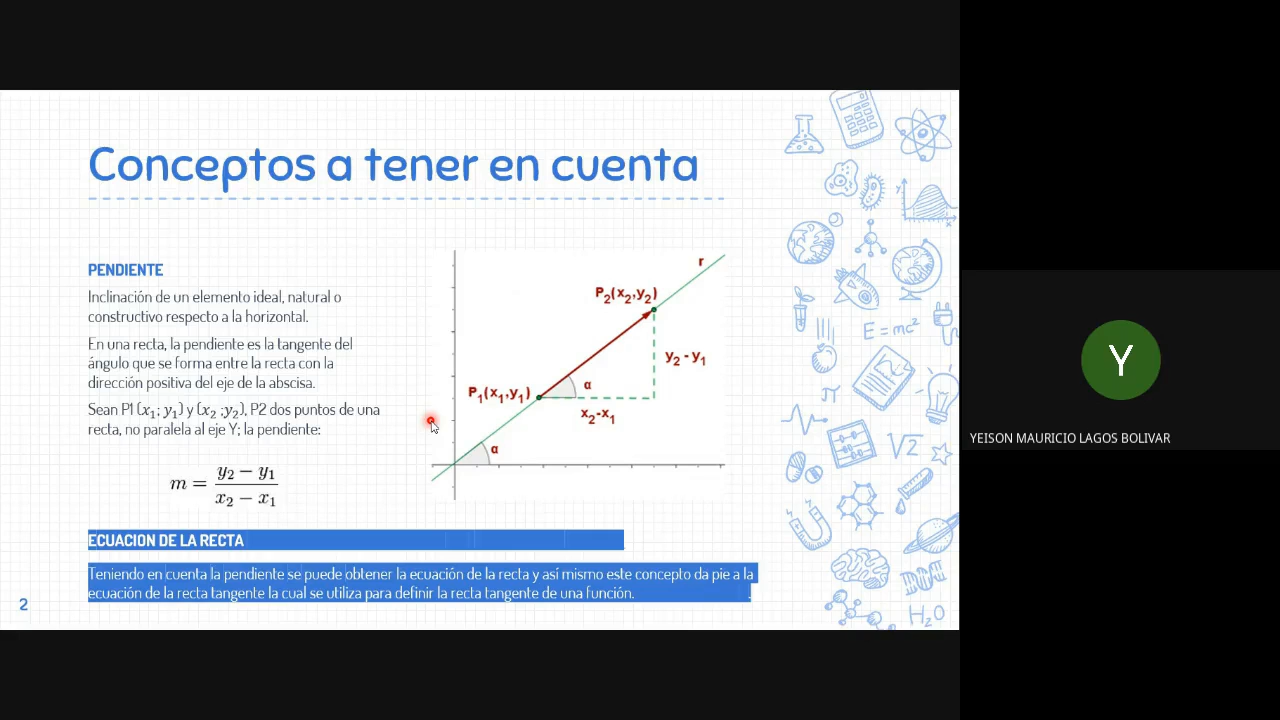 Conceptos a tener en cuenta
PENDIENTE
Inclinación de un elemento ideal, natural o
constructivo respecto a la horizontal.
En una recta, la pendiente es la tangente del
ángulo que se forma entre la recta con la
dirección positiva del eje de la abscisa.
Sean P1 (x₁; y₁) y (x₂ ;y₂), P2 dos puntos de una
recta, no paralela al eje Y; la pendiente:
m = (y₂ − y₁)/(x₂ − x₁)
r
P₂(x₂,y₂)
y₂ - y₁
P₁(x₁,y₁)
α
x₂-x₁
α
ECUACION DE LA RECTA
Teniendo en cuenta la pendiente se puede obtener la ecuación de la recta y así mismo este concepto da pie a la
ecuación de la recta tangente la cual se utiliza para definir la recta tangente de una función. .
2
y
x
E = mc²
π
√2
H₂O
Y
YEISON MAURICIO LAGOS BOLIVAR